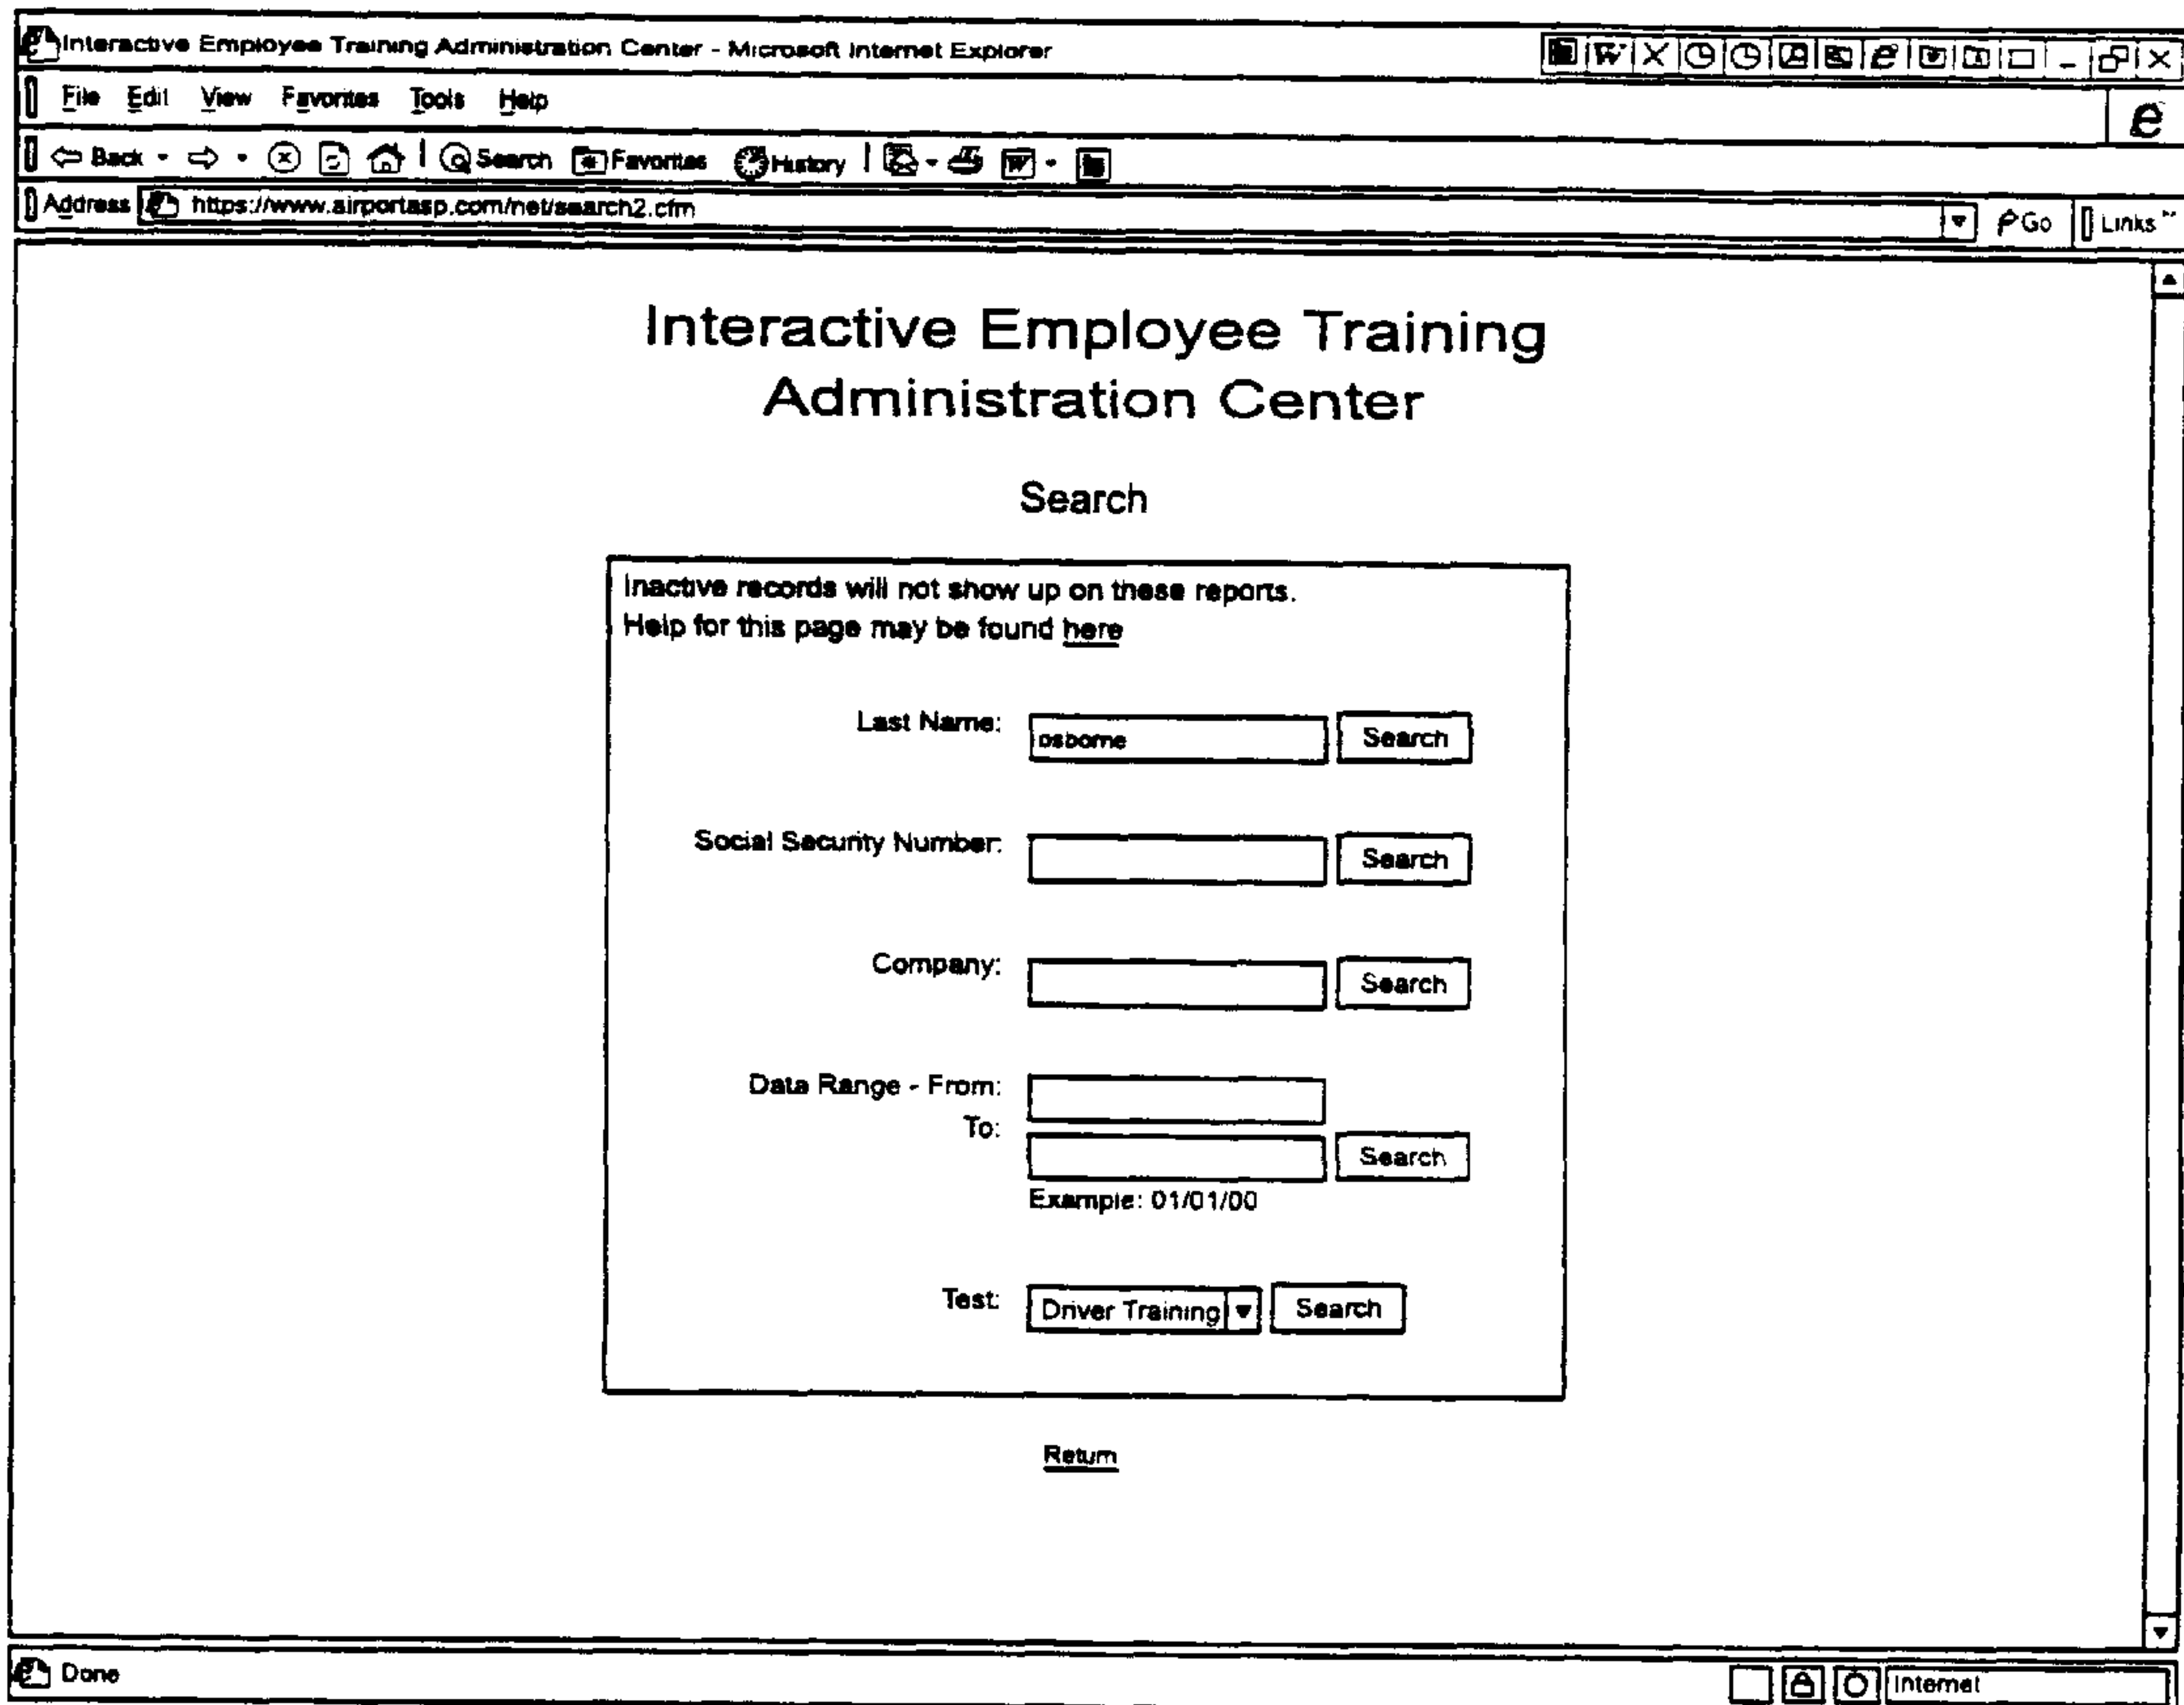 Interactive Employee Training Administration Center - Microsoft Internet Explorer
File Edit View Favorites Tools Help
Back Search Favorites History
Address https://www.airportasp.com/net/search2.cfm Go Links
Interactive Employee Training
Administration Center
Search
Inactive records will not show up on these reports.
Help for this page may be found here
Last Name: osborne Search
Social Security Number: Search
Company: Search
Data Range - From:
To: Search
Example: 01/01/00
Test: Driver Training Search
Return
Done Internet